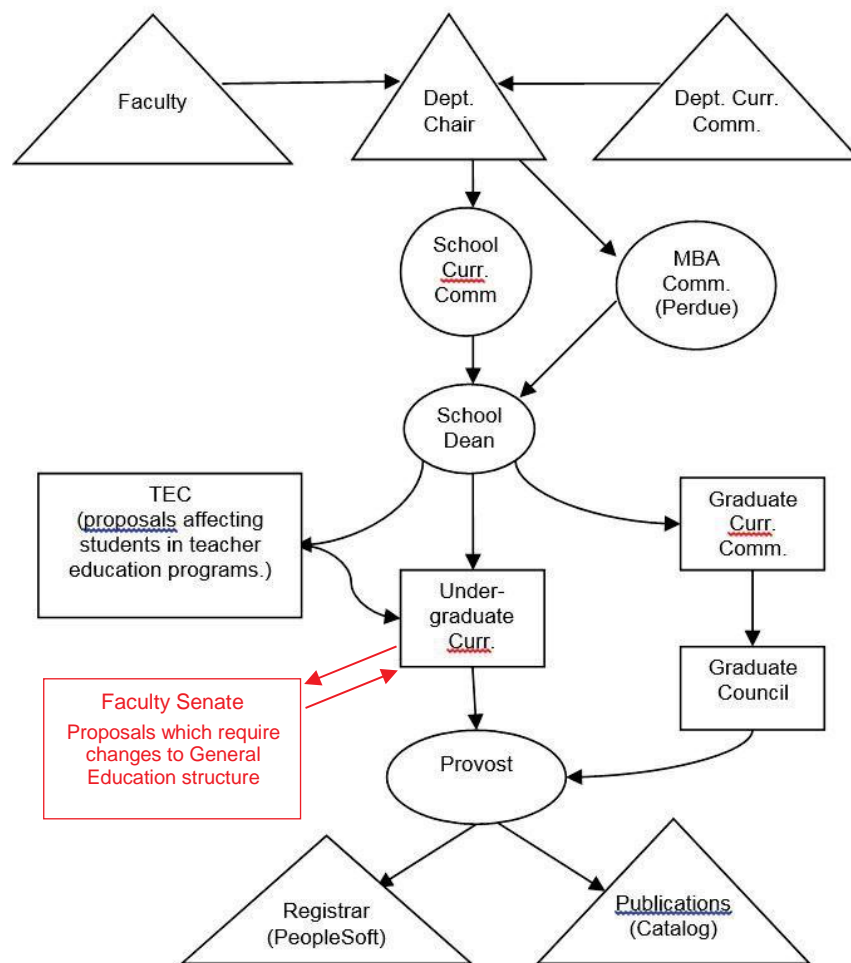 Faculty
Dept.
Chair
Dept. Curr.
Comm.
School
Curr.
Comm
MBA
Comm.
(Perdue)
School
Dean
TEC
(proposals affecting
students in teacher
education programs.)
Graduate
Curr.
Comm.
Under-
graduate
Curr.
Graduate
Council
Faculty Senate
Proposals which require
changes to General
Education structure
Provost
Registrar
(PeopleSoft)
Publications
(Catalog)